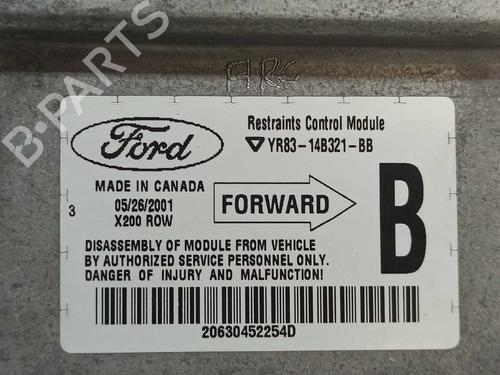 B-PARTS
ARC
Ford
Restraints Control Module
YR83-14B321-BB
MADE IN CANADA
05/26/2001
X200 ROW
3
FORWARD
B
DISASSEMBLY OF MODULE FROM VEHICLE
BY AUTHORIZED SERVICE PERSONNEL ONLY.
DANGER OF INJURY AND MALFUNCTION!
20630452254D